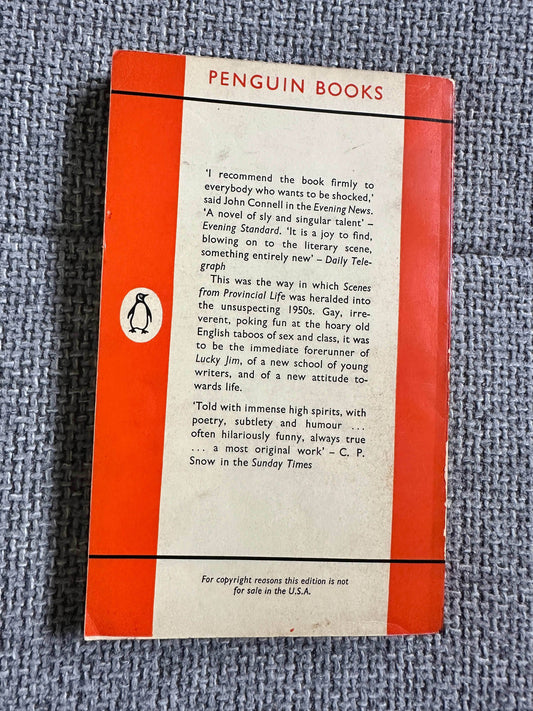 PENGUIN BOOKS
‘I recommend the book firmly to
everybody who wants to be shocked,’
said John Connell in the Evening News.
‘A novel of sly and singular talent’ –
Evening Standard. ‘It is a joy to find,
blowing on to the literary scene,
something entirely new’ – Daily Tele-
graph
This was the way in which Scenes
from Provincial Life was heralded into
the unsuspecting 1950s. Gay, irre-
verent, poking fun at the hoary old
English taboos of sex and class, it was
to be the immediate forerunner of
Lucky Jim, of a new school of young
writers, and of a new attitude to-
wards life.
‘Told with immense high spirits, with
poetry, subtlety and humour ...
often hilariously funny, always true
... a most original work’ – C. P.
Snow in the Sunday Times
For copyright reasons this edition is not
for sale in the U.S.A.